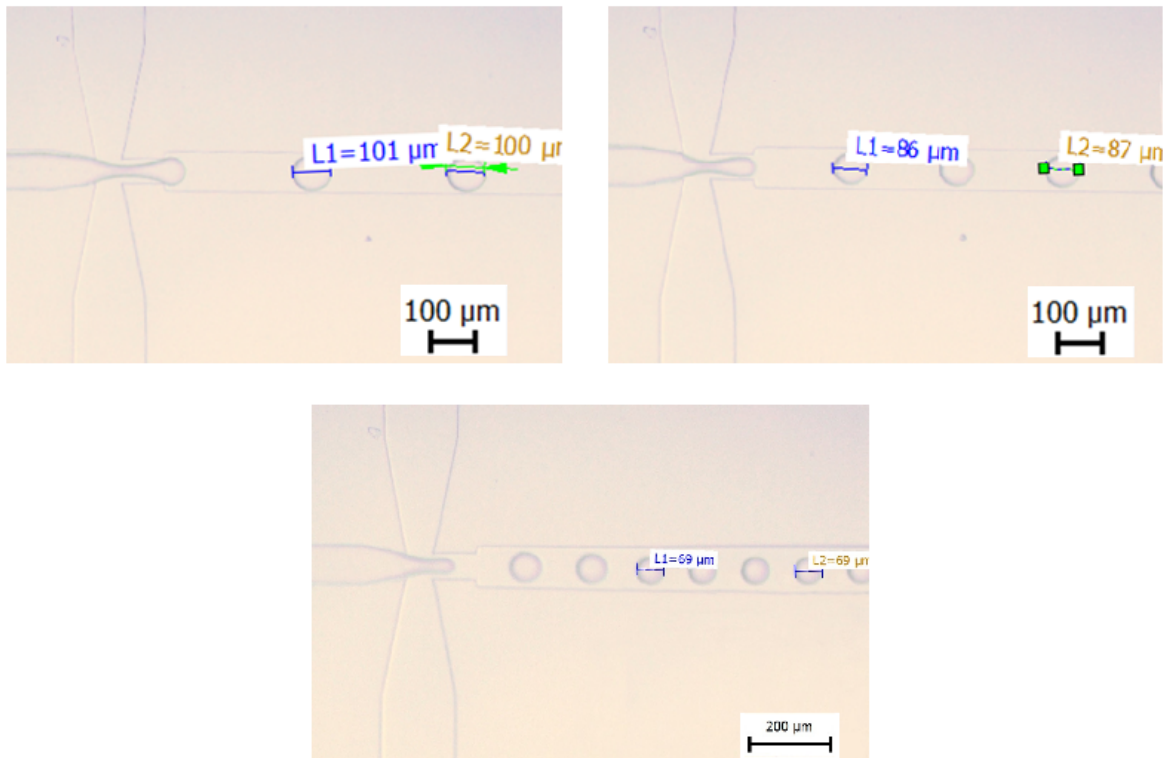 L1=101 µm
L2≈100 µm
100 µm
L1≈86 µm
L2≈87 µm
100 µm
L1=69 µm
L2=69 µm
200 µm